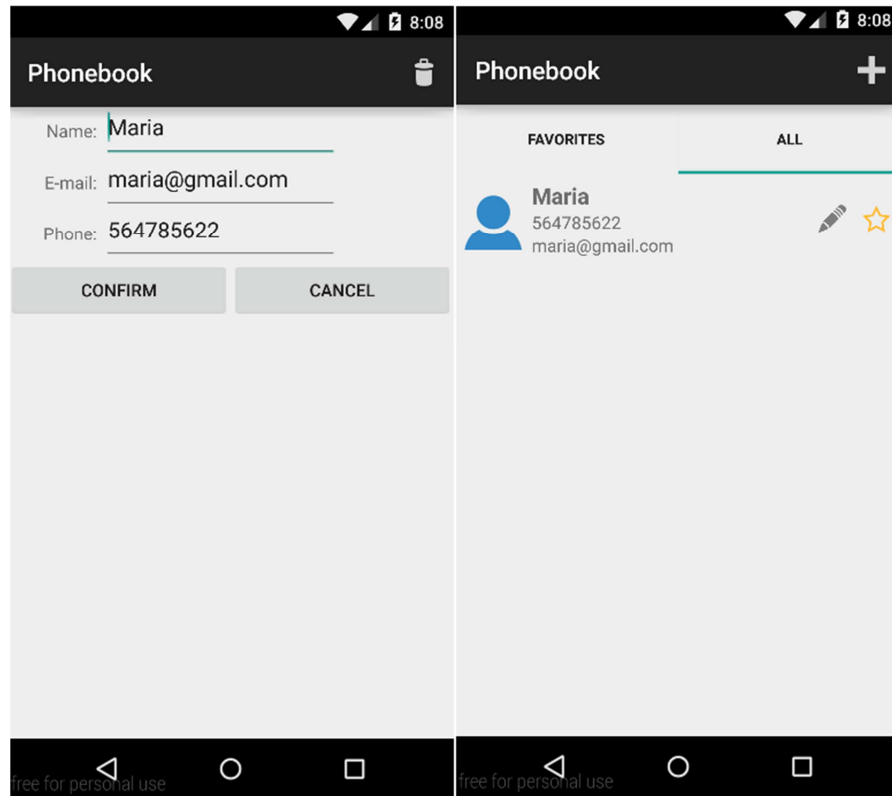 8:08
Phonebook
Name: Maria
E-mail: maria@gmail.com
Phone: 564785622
CONFIRM CANCEL
free for personal use
8:08
Phonebook
FAVORITES ALL
Maria
564785622
maria@gmail.com
free for personal use